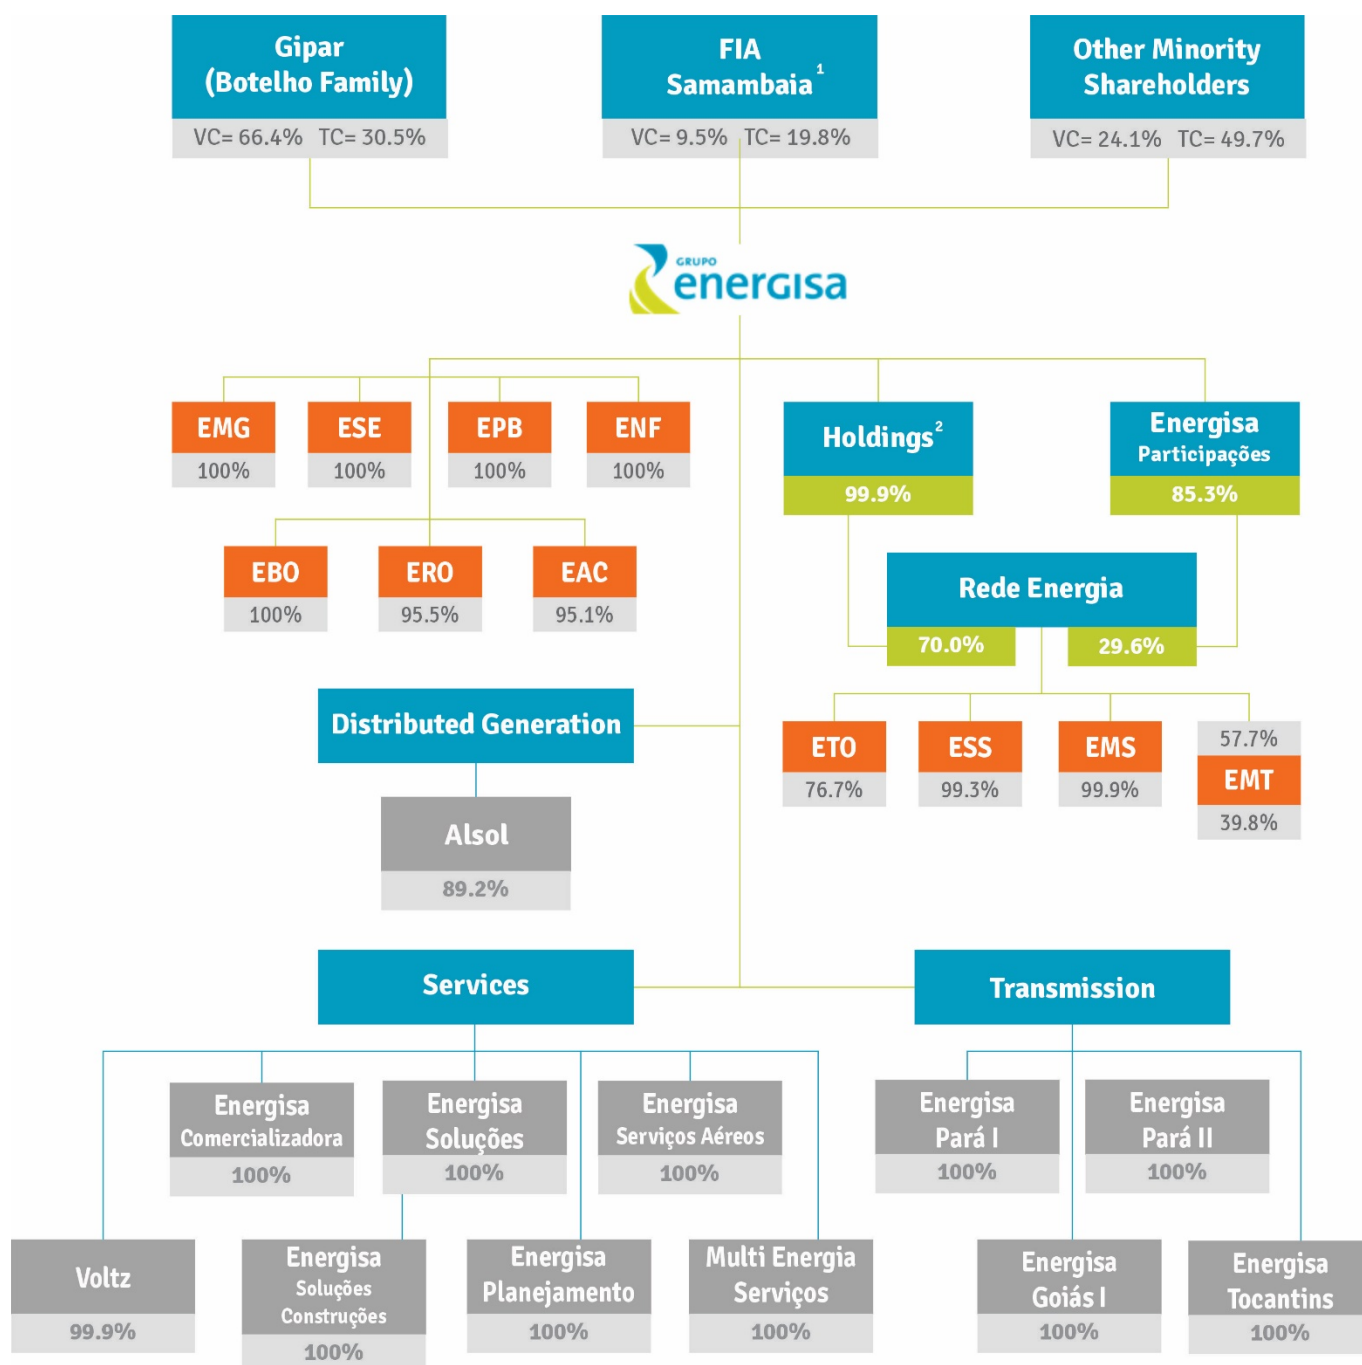 Gipar
(Botelho Family)
VC= 66.4% TC= 30.5%
FIA
Samambaia 1
VC= 9.5% TC= 19.8%
Other Minority
Shareholders
VC= 24.1% TC= 49.7%
GRUPO
energisa
EMG
100%
ESE
100%
EPB
100%
ENF
100%
Holdings 2
99.9%
Energisa
Participações
85.3%
EBO
100%
ERO
95.5%
EAC
95.1%
Rede Energia
70.0%
29.6%
Distributed Generation
Alsol
89.2%
ETO
76.7%
ESS
99.3%
EMS
99.9%
57.7%
EMT
39.8%
Services
Transmission
Energisa
Comercializadora
100%
Energisa
Soluções
100%
Energisa
Serviços Aéreos
100%
Energisa
Pará I
100%
Energisa
Pará II
100%
Voltz
99.9%
Energisa
Soluções
Construções
100%
Energisa
Planejamento
100%
Multi Energia
Serviços
100%
Energisa
Goiás I
100%
Energisa
Tocantins
100%